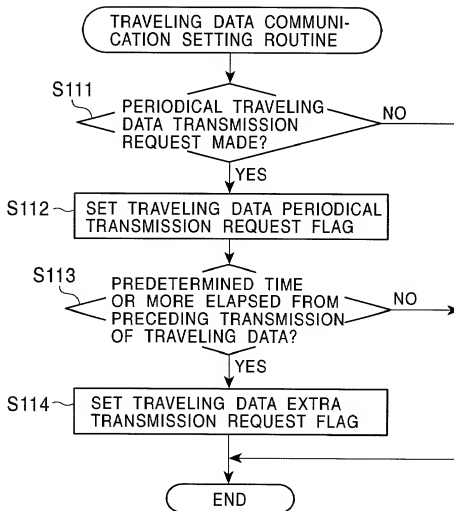 TRAVELING DATA COMMUNI-
CATION SETTING ROUTINE
S111
PERIODICAL TRAVELING
DATA TRANSMISSION
REQUEST MADE?
NO
YES
S112
SET TRAVELING DATA PERIODICAL
TRANSMISSION REQUEST FLAG
S113
PREDETERMINED TIME
OR MORE ELAPSED FROM
PRECEDING TRANSMISSION
OF TRAVELING DATA?
NO
YES
S114
SET TRAVELING DATA EXTRA
TRANSMISSION REQUEST FLAG
END